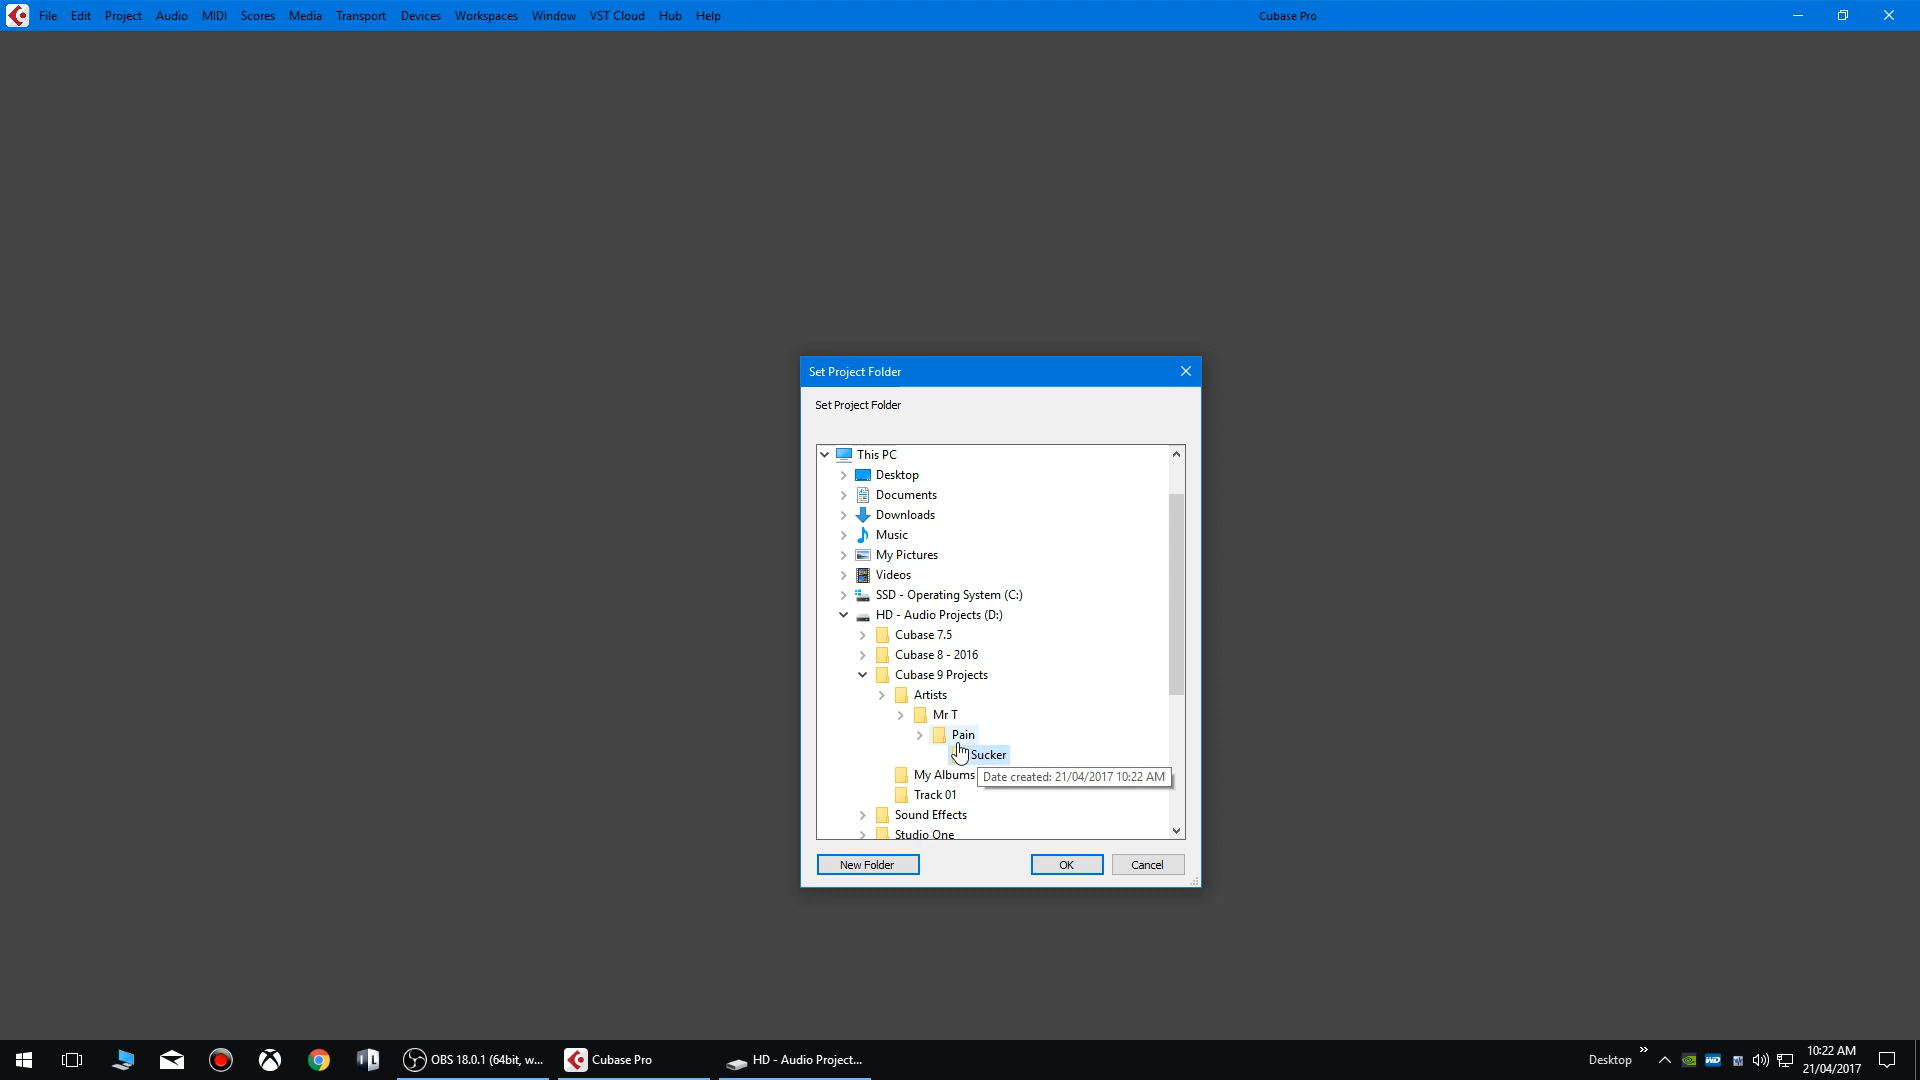 File Edit Project Audio MIDI Scores Media Transport Devices Workspaces Window VST Cloud Hub Help Cubase Pro
Set Project Folder
Set Project Folder
This PC
Desktop
Documents
Downloads
Music
My Pictures
Videos
SSD - Operating System (C:)
HD - Audio Projects (D:)
Cubase 7.5
Cubase 8 - 2016
Cubase 9 Projects
Artists
Mr T
Pain
Sucker
My Albums
Date created: 21/04/2017 10:22 AM
Track 01
Sound Effects
Studio One
New Folder OK Cancel
OBS 18.0.1 (64bit, w... Cubase Pro HD - Audio Project... Desktop » WD 10:22 AM
21/04/2017